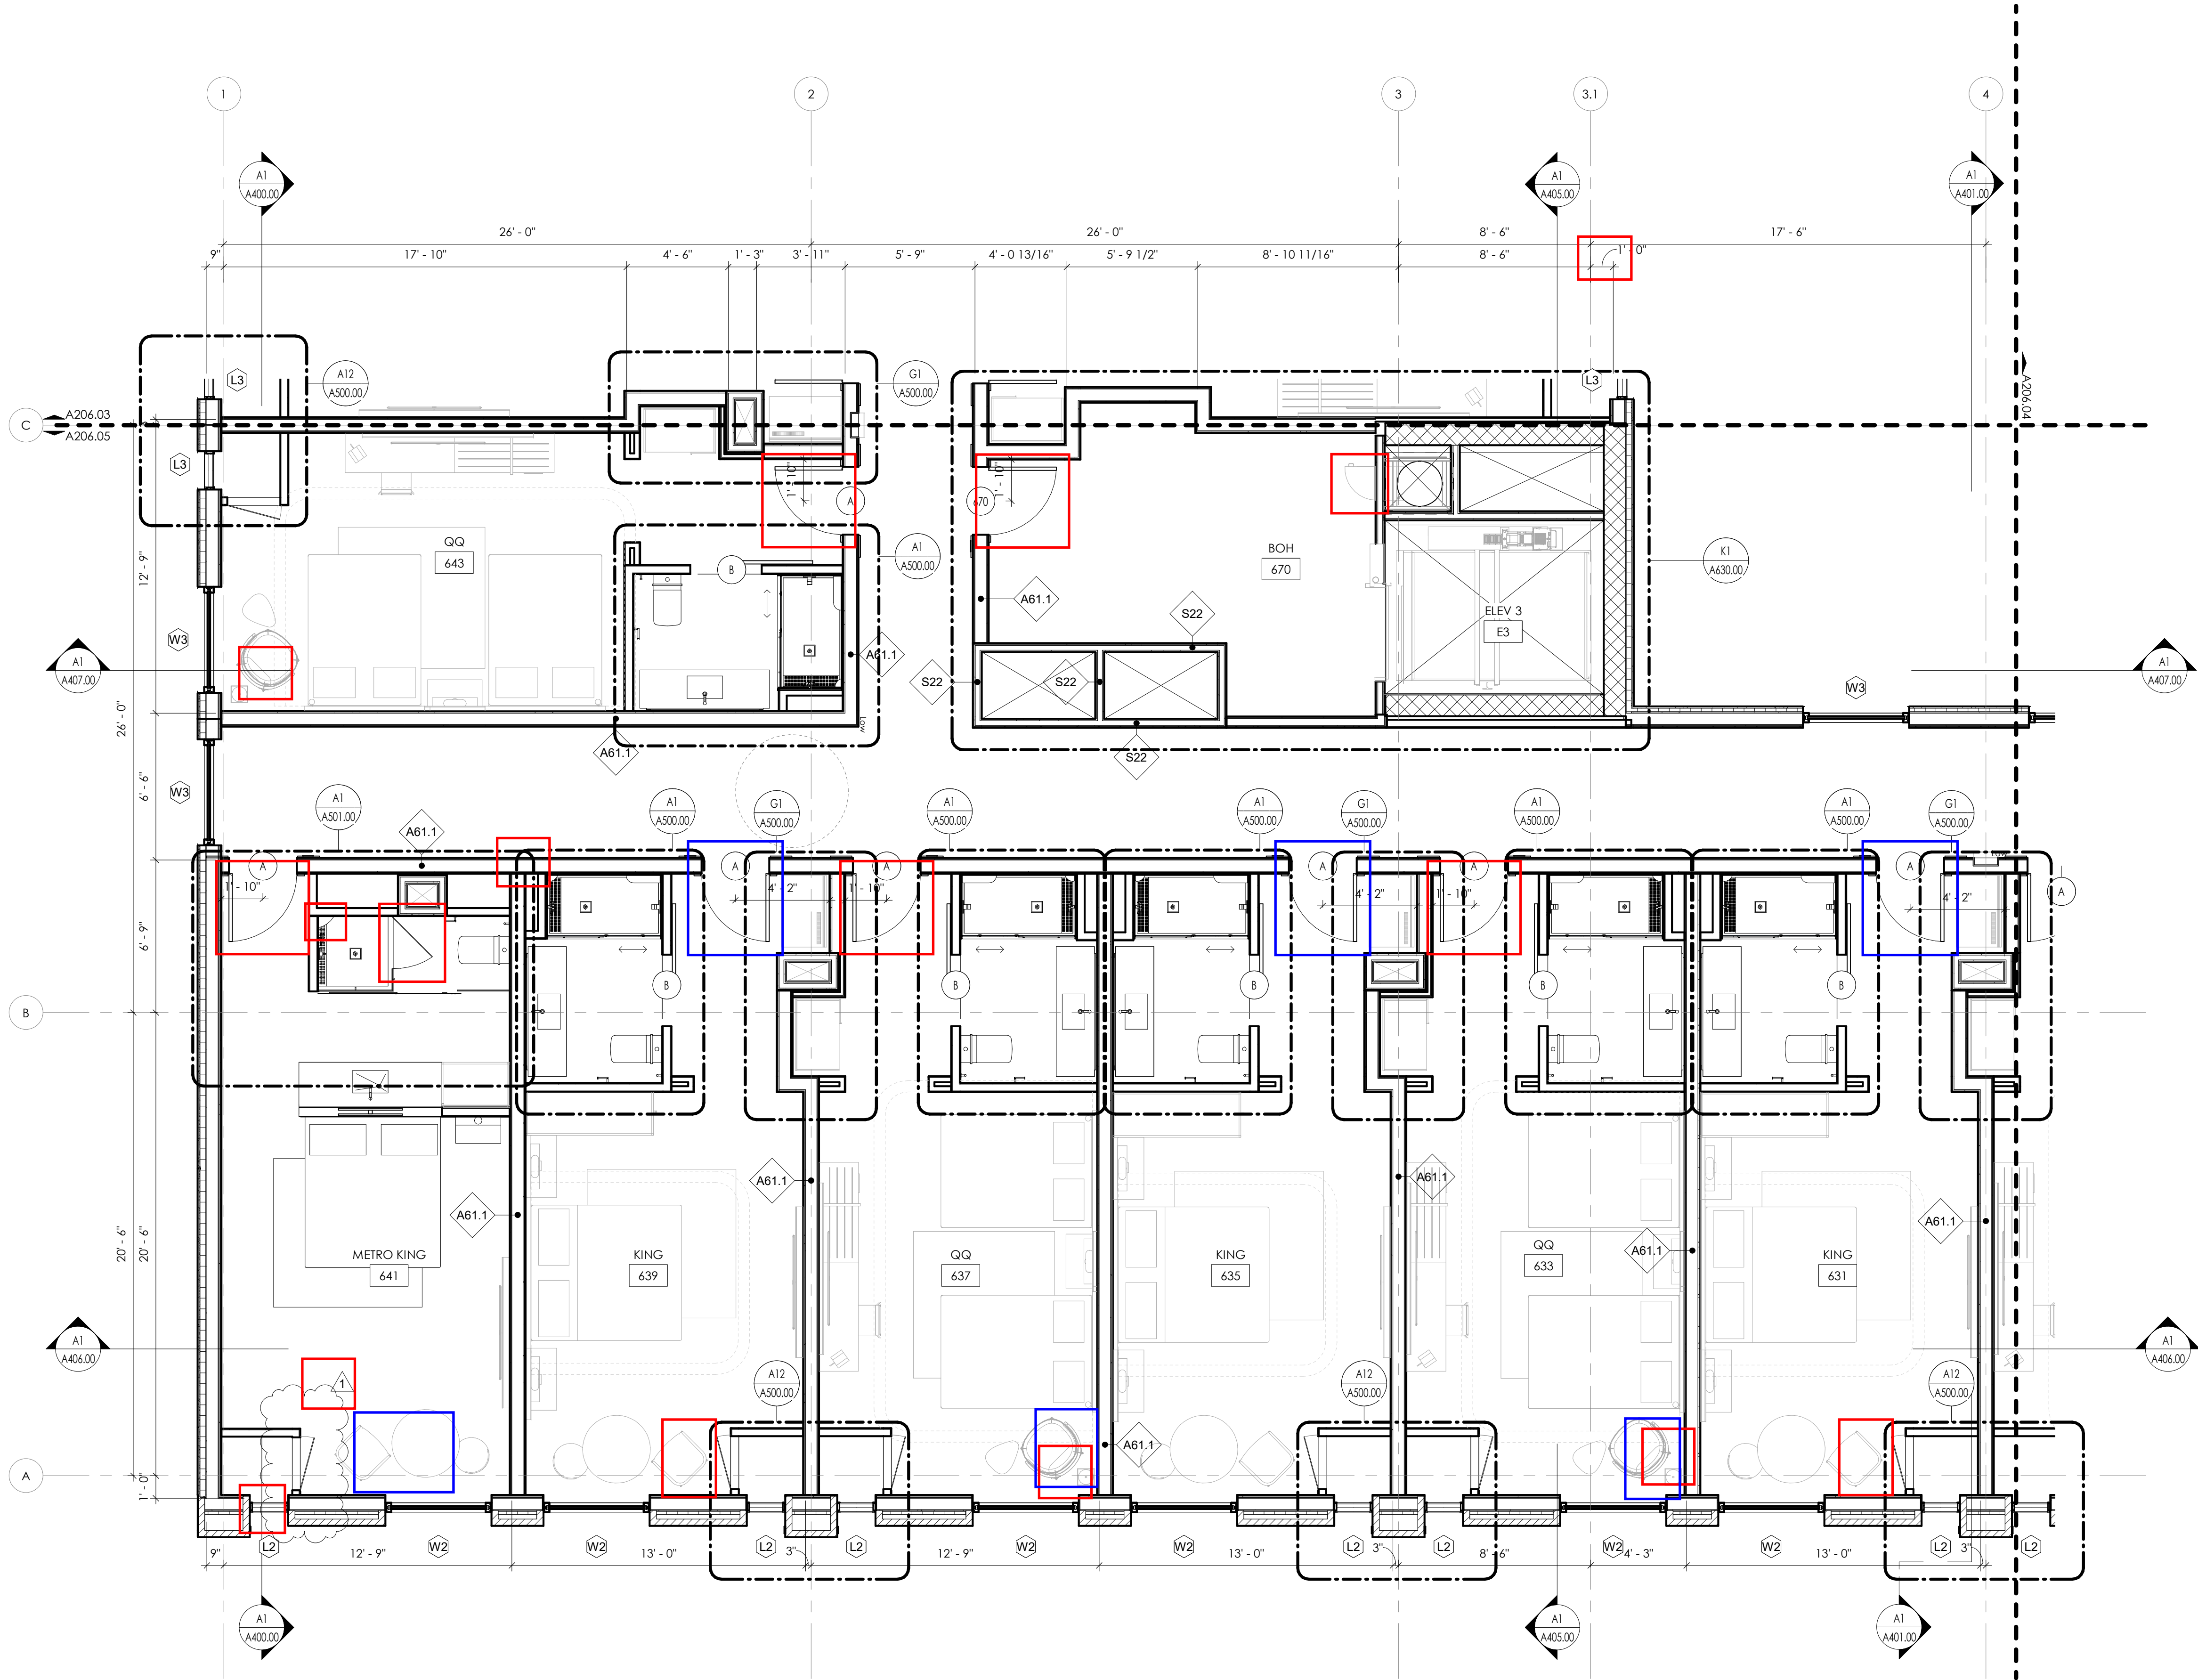 1
2
3
3.1
4
A1
A400.00
A1
A405.00
A1
A401.00
26' - 0"
26' - 0"
8' - 6"
17' - 6"
9"
17' - 10"
4' - 6"
1' - 3"
3' - 11"
5' - 9"
4' - 0 13/16"
5' - 9 1/2"
8' - 10 11/16"
8' - 6"
1' - 0"
L3
A12
A500.00
G1
A500.00
L3
A206.04
C
A206.03
A206.05
L3
1' - 10"
A
670
1' - 10"
QQ
643
B
A1
A500.00
BOH
670
K1
A630.00
12' - 9"
A61.1
S22
ELEV 3
E3
W3
A1
A407.00
A61.1
S22
S22
W3
A1
A407.00
26' - 0"
Low
A61.1
S22
6' - 6"
W3
A1
A501.00
A61.1
A1
A500.00
G1
A500.00
A1
A500.00
A1
A500.00
G1
A500.00
A1
A500.00
A1
A500.00
G1
A500.00
A
A
A
A
A
A
A
1' - 10"
4' - 2"
1' - 10"
4' - 2"
1' - 10"
4' - 2"
6' - 9"
B
B
B
B
B
B
A61.1
A61.1
A61.1
A61.1
A61.1
20' - 6"
20' - 6"
METRO KING
641
KING
639
QQ
637
KING
635
QQ
633
KING
631
A1
A406.00
A1
A406.00
1
A12
A500.00
A12
A500.00
A12
A500.00
A61.1
A
1' - 0"
L2
W2
W2
L2
L2
W2
W2
L2
L2
W2
W2
L2
L2
9"
12' - 9"
13' - 0"
3"
12' - 9"
13' - 0"
3"
8' - 6"
4' - 3"
13' - 0"
3"
A1
A400.00
A1
A405.00
A1
A401.00